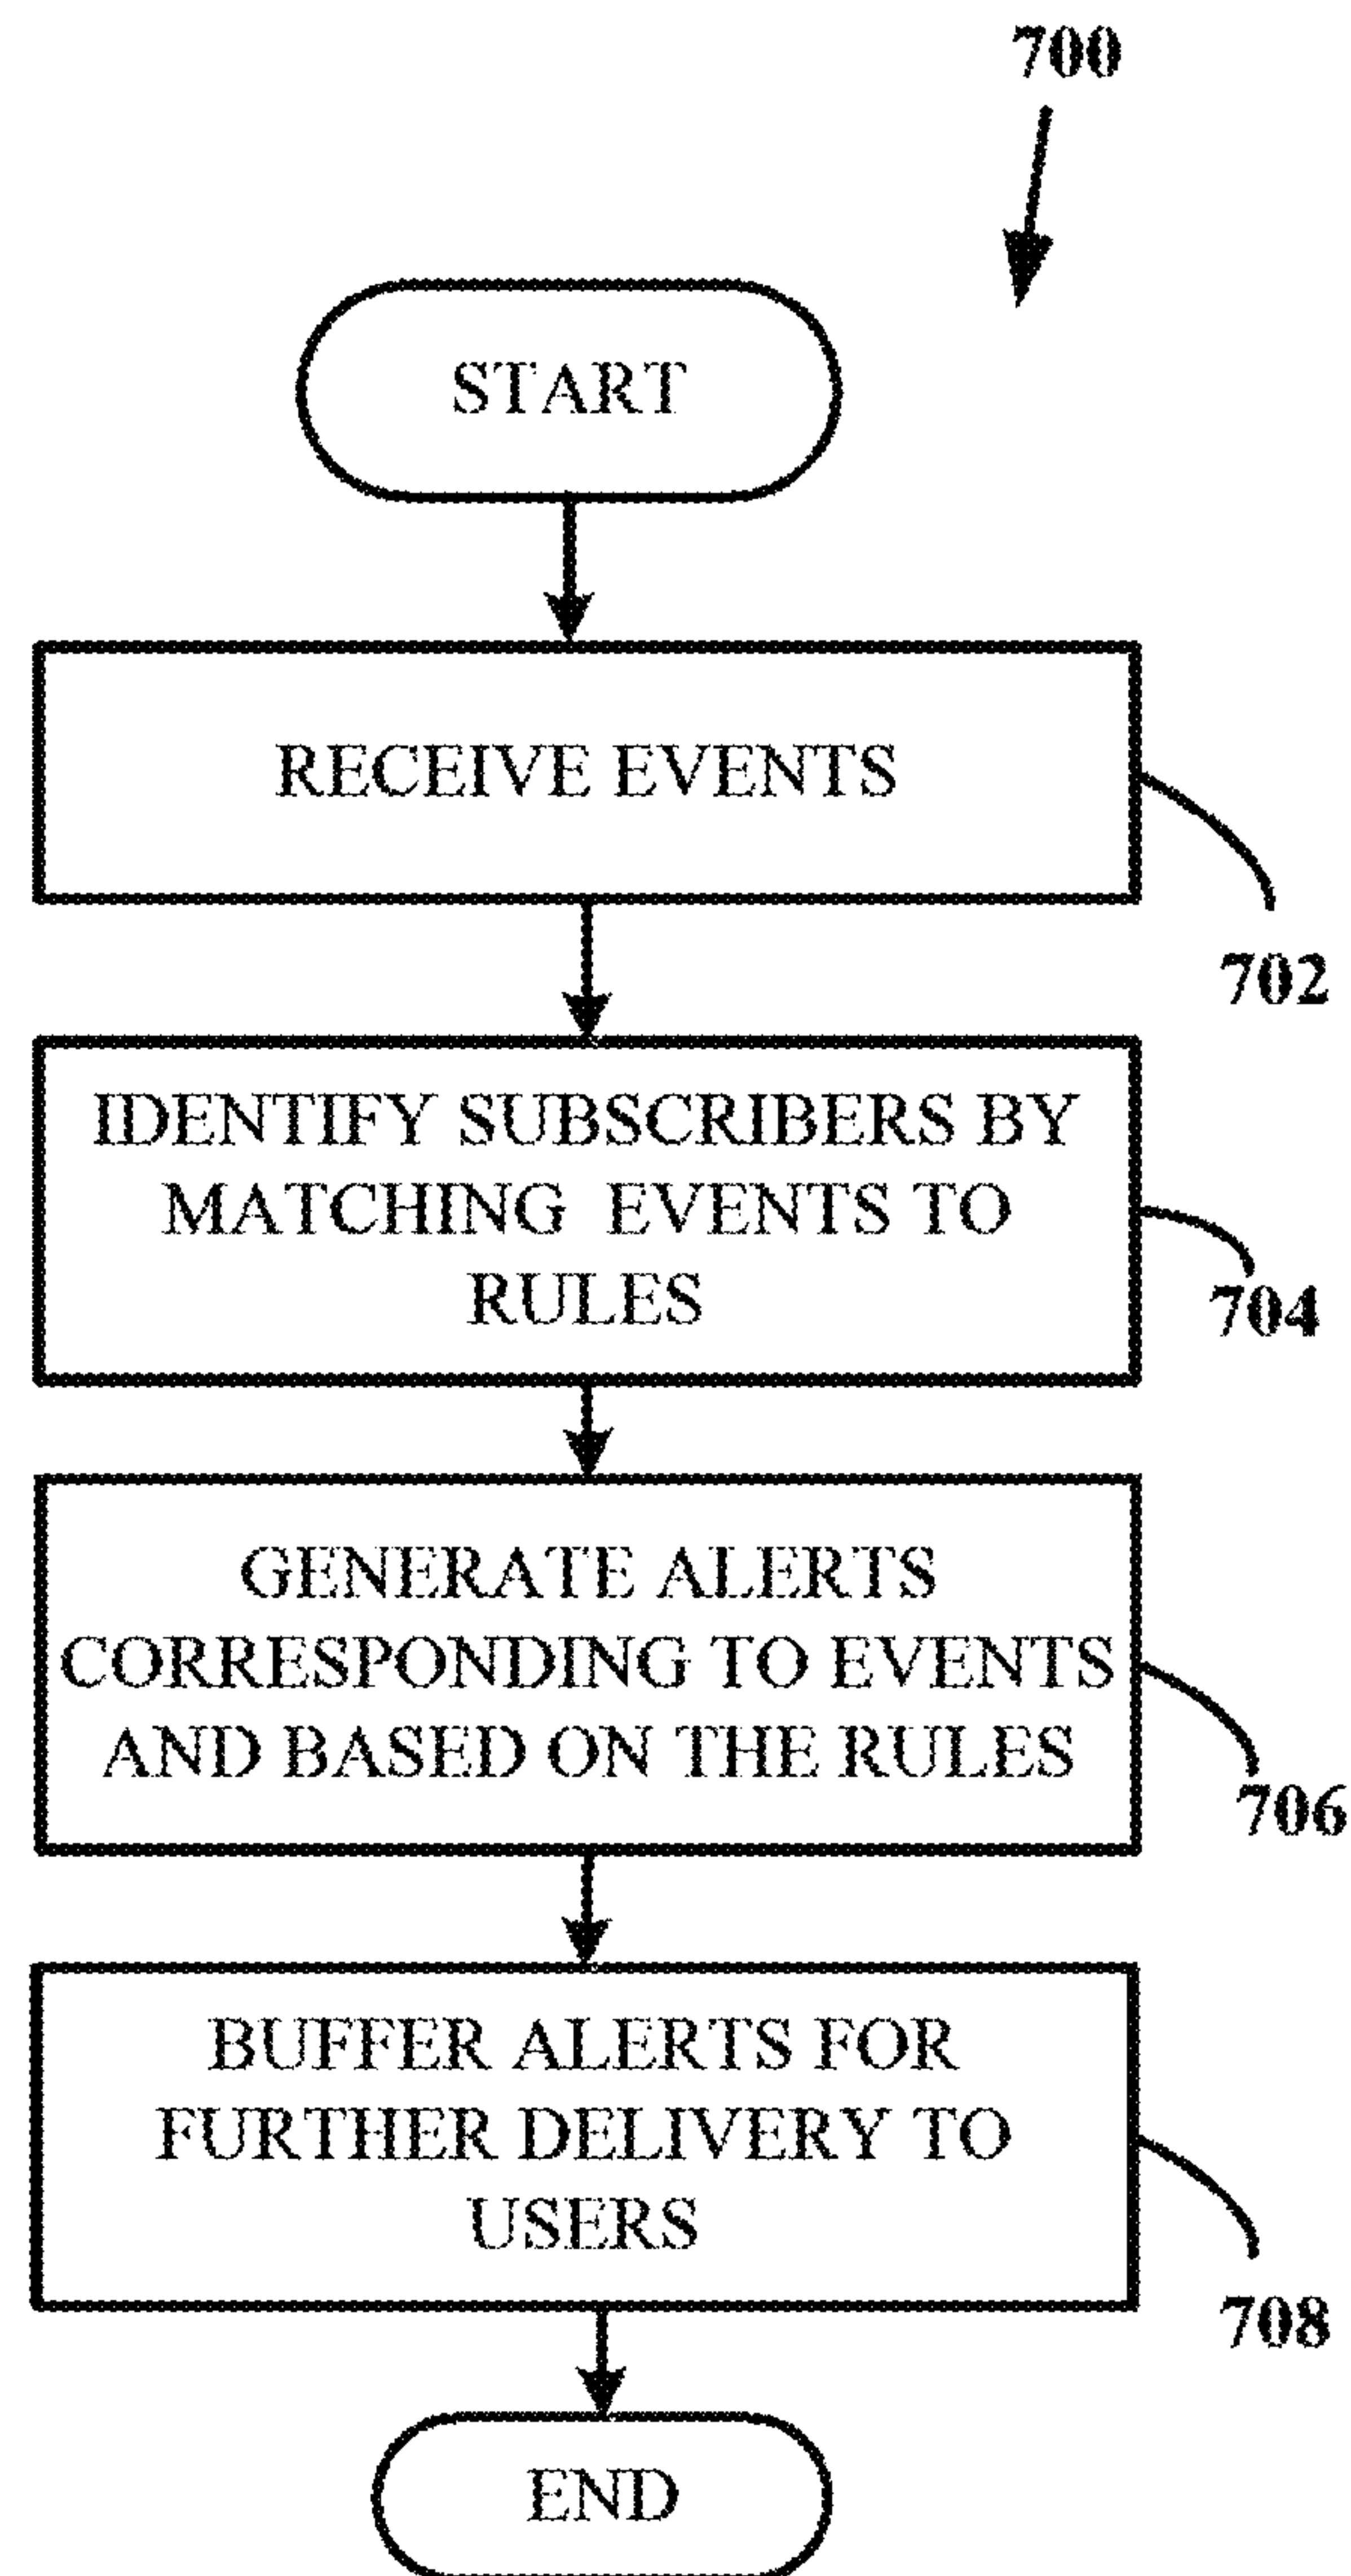 700
START
RECEIVE EVENTS
702
IDENTIFY SUBSCRIBERS BY
MATCHING EVENTS TO
RULES
704
GENERATE ALERTS
CORRESPONDING TO EVENTS
AND BASED ON THE RULES
706
BUFFER ALERTS FOR
FURTHER DELIVERY TO
USERS
708
END